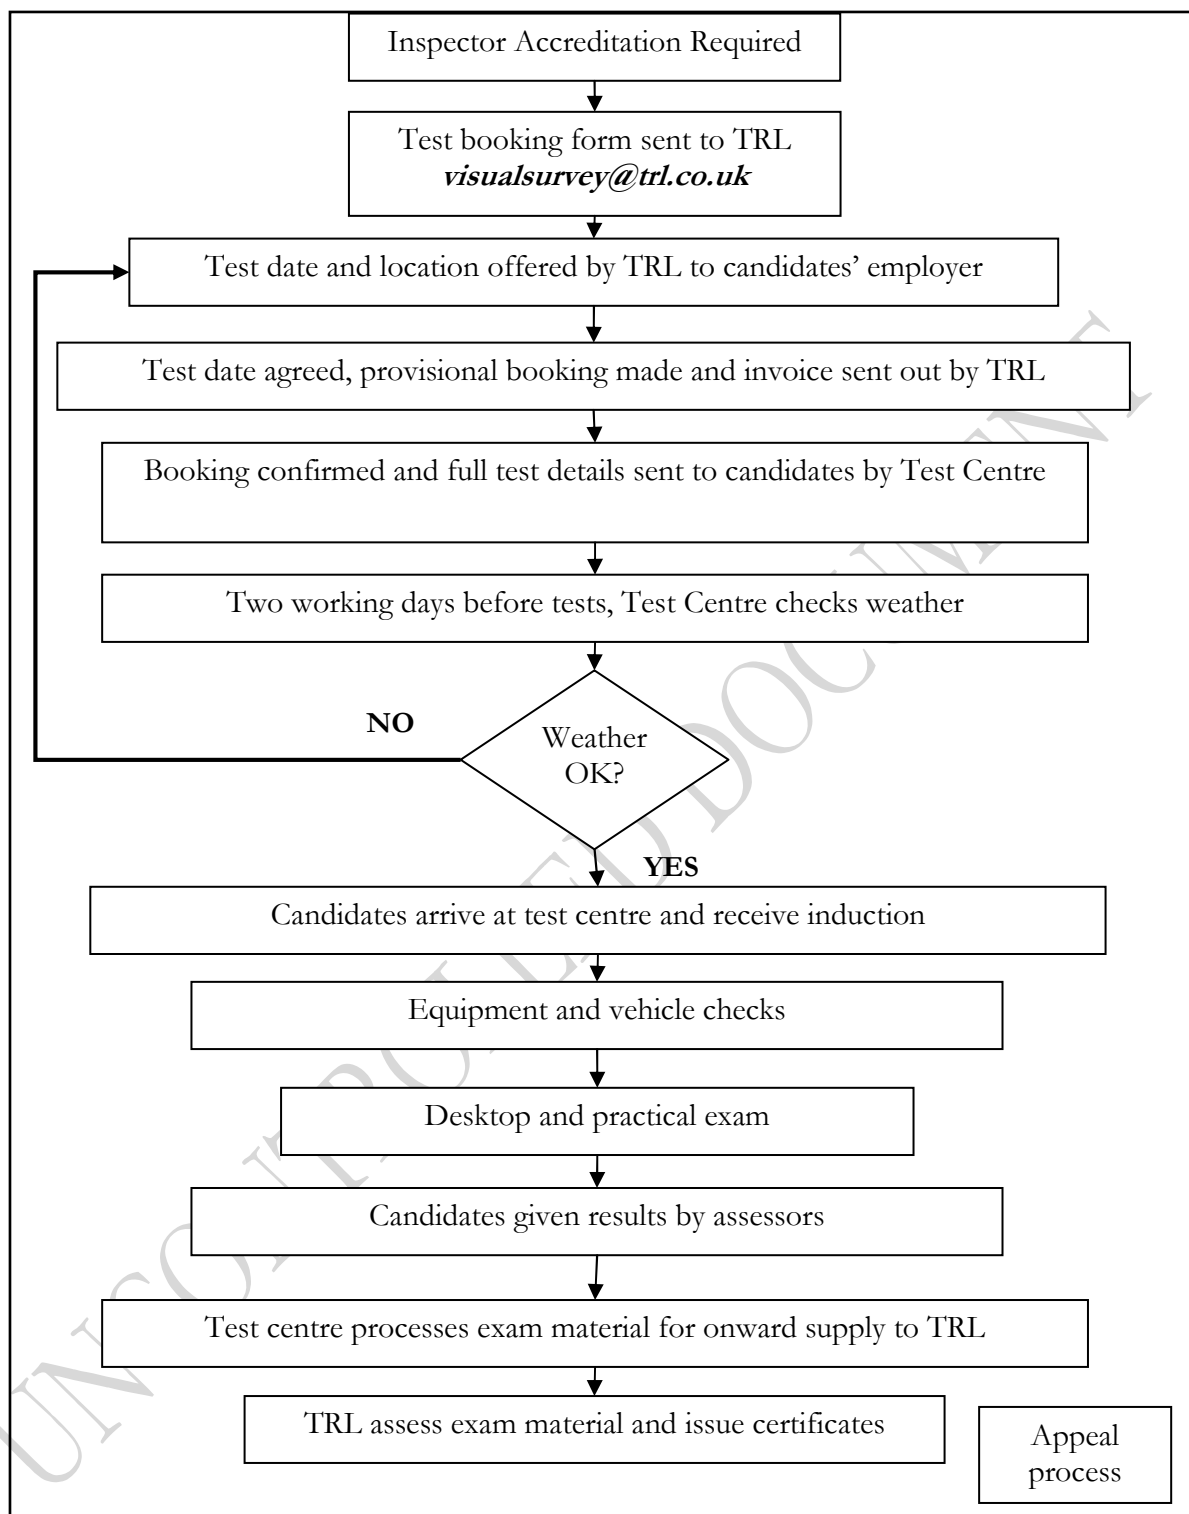 Inspector Accreditation Required
Test booking form sent to TRL
visualsurvey@trl.co.uk
Test date and location offered by TRL to candidates’ employer
Test date agreed, provisional booking made and invoice sent out by TRL
Booking confirmed and full test details sent to candidates by Test Centre
Two working days before tests, Test Centre checks weather
NO
Weather
OK?
YES
Candidates arrive at test centre and receive induction
Equipment and vehicle checks
Desktop and practical exam
Candidates given results by assessors
Test centre processes exam material for onward supply to TRL
TRL assess exam material and issue certificates
Appeal
process
UNCONTROLLED DOCUMENT